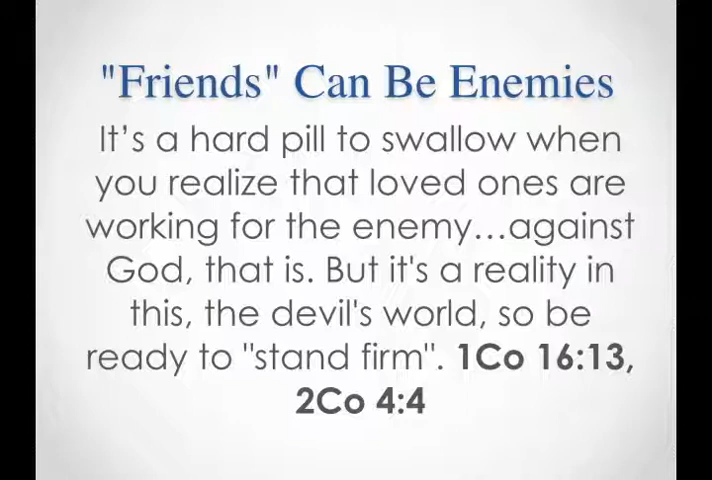 "Friends" Can Be Enemies
It’s a hard pill to swallow when
you realize that loved ones are
working for the enemy…against
God, that is. But it's a reality in
this, the devil's world, so be
ready to "stand firm". 1Co 16:13,
2Co 4:4